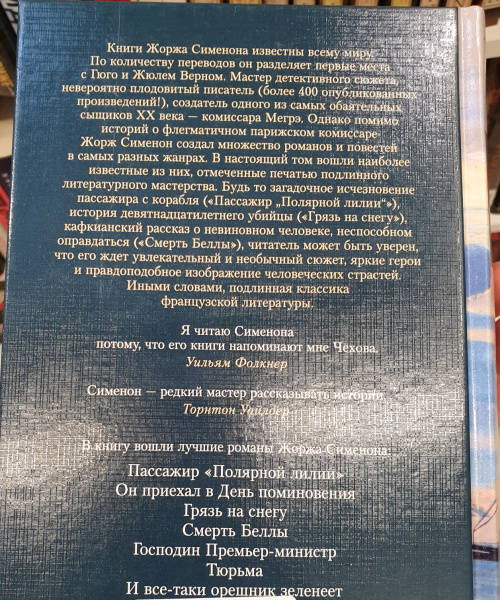 Книги Жоржа Сименона известны всему миру.
По количеству переводов он разделяет первые места
с Гюго и Жюлем Верном. Мастер детективного сюжета,
невероятно плодовитый писатель (более 400 опубликованных
произведений!), создатель одного из самых обаятельных
сыщиков XX века — комиссара Мегрэ. Однако помимо
историй о флегматичном парижском комиссаре
Жорж Сименон создал множество романов и повестей
в самых разных жанрах. В настоящий том вошли наиболее
известные из них, отмеченные печатью подлинного
литературного мастерства. Будь то загадочное исчезновение
пассажира с корабля («Пассажир „Полярной лилии“»),
история девятнадцатилетнего убийцы («Грязь на снегу»),
кафкианский рассказ о невиновном человеке, неспособном
оправдаться («Смерть Беллы»), читатель может быть уверен,
что его ждет увлекательный и необычный сюжет, яркие герои
и правдоподобное изображение человеческих страстей.
Иными словами, подлинная классика
французской литературы.
Я читаю Сименона
потому, что его книги напоминают мне Чехова.
Уильям Фолкнер
Сименон — редкий мастер рассказывать истории.
Торнтон Уайлдер
В книгу вошли лучшие романы Жоржа Сименона:
Пассажир «Полярной лилии»
Он приехал в День поминовения
Грязь на снегу
Смерть Беллы
Господин Премьер-министр
Тюрьма
И все-таки орешник зеленеет